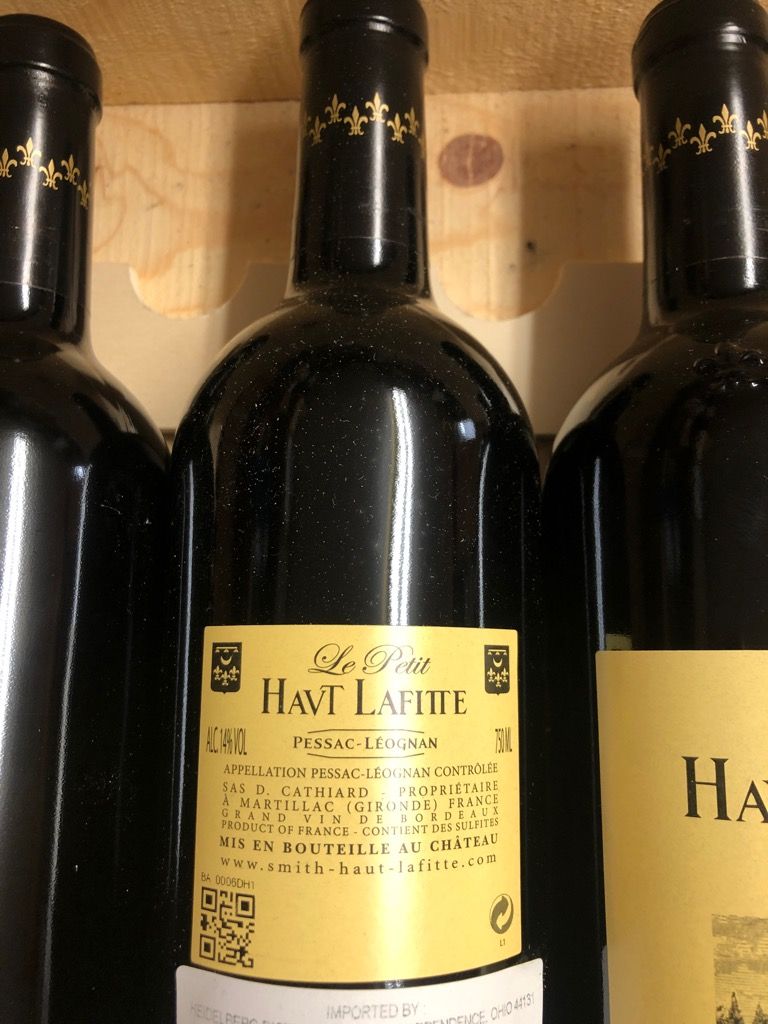 Le Petit
HAVT LAFITTE
ALC. 14% VOL
PESSAC-LÉOGNAN
750 ML
APPELLATION PESSAC-LÉOGNAN CONTRÔLÉE
SAS D. CATHIARD - PROPRIÉTAIRE
À MARTILLAC (GIRONDE) FRANCE
GRAND VIN DE BORDEAUX
PRODUCT OF FRANCE - CONTIENT DES SULFITES
MIS EN BOUTEILLE AU CHÂTEAU
www.smith-haut-lafitte.com
BA 0006DH1
L1
IMPORTED BY:
HEIDELBERG OHIO 44131
HA